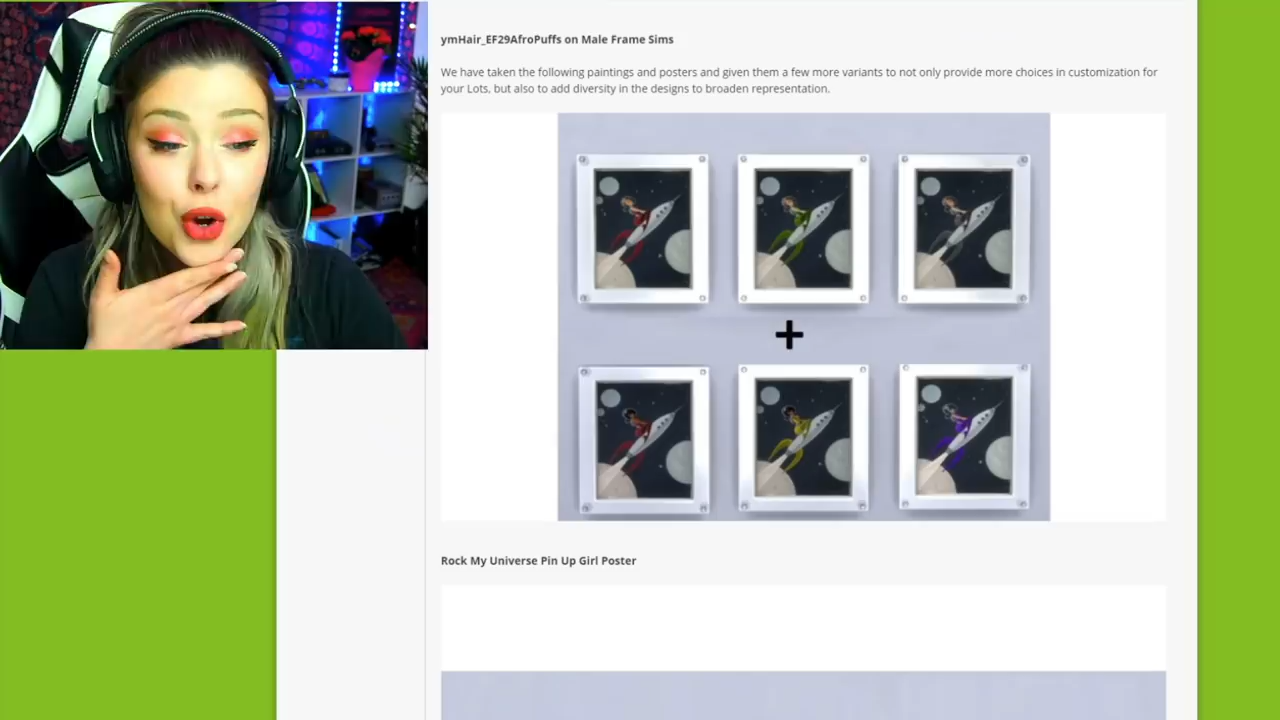 ymHair_EF29AfroPuffs on Male Frame Sims
We have taken the following paintings and posters and given them a few more variants to not only provide more choices in customization for
your Lots, but also to add diversity in the designs to broaden representation.
+
Rock My Universe Pin Up Girl Poster